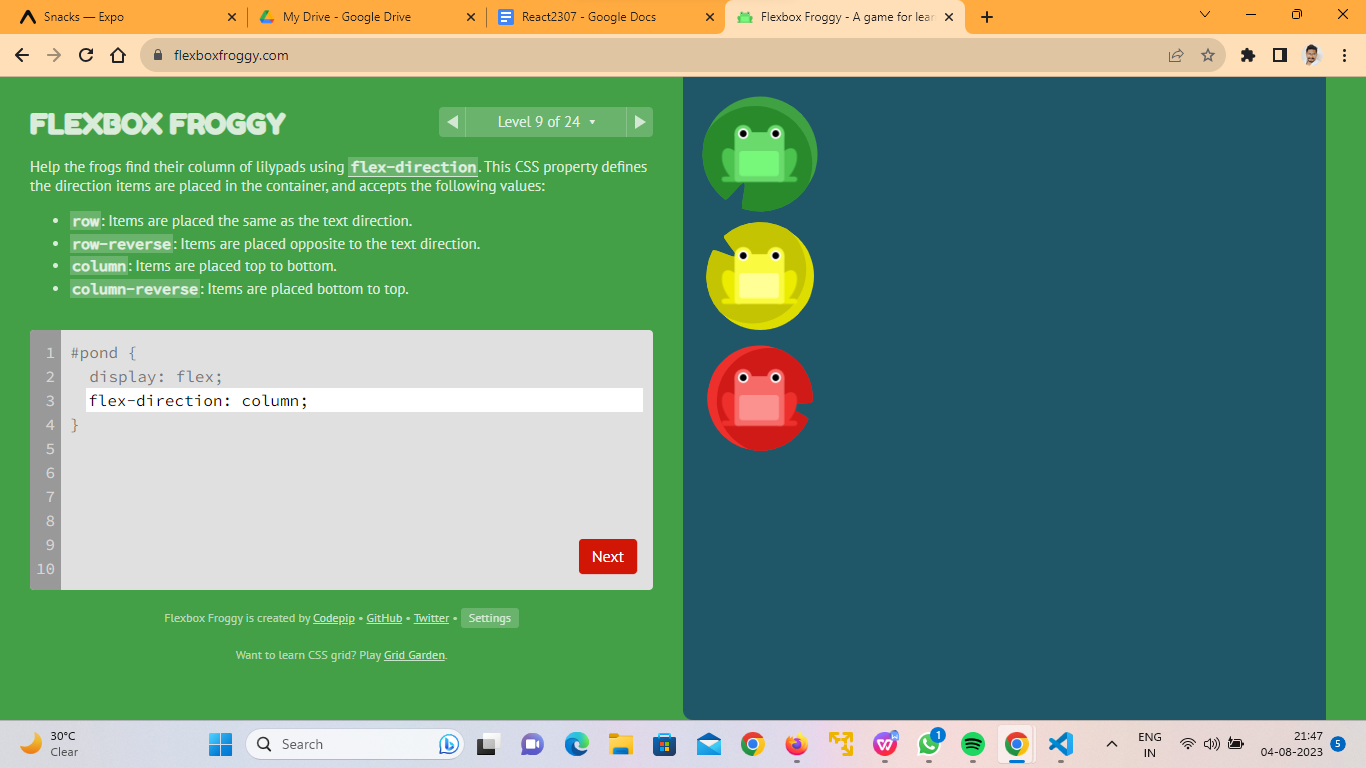 Snacks — Expo
My Drive - Google Drive
React2307 - Google Docs
Flexbox Froggy - A game for lear
flexboxfroggy.com
FLEXBOX FROGGY
Level 9 of 24
Help the frogs find their column of lilypads using flex-direction. This CSS property defines
the direction items are placed in the container, and accepts the following values:
• row: Items are placed the same as the text direction.
• row-reverse: Items are placed opposite to the text direction.
• column: Items are placed top to bottom.
• column-reverse: Items are placed bottom to top.
1 #pond {
2 display: flex;
3 flex-direction: column;
4 }
5
6
7
8
9
10
Next
Flexbox Froggy is created by Codepip • GitHub • Twitter • Settings
Want to learn CSS grid? Play Grid Garden.
30°C
Clear
Search
1
ENG
IN
21:47
04-08-2023
5